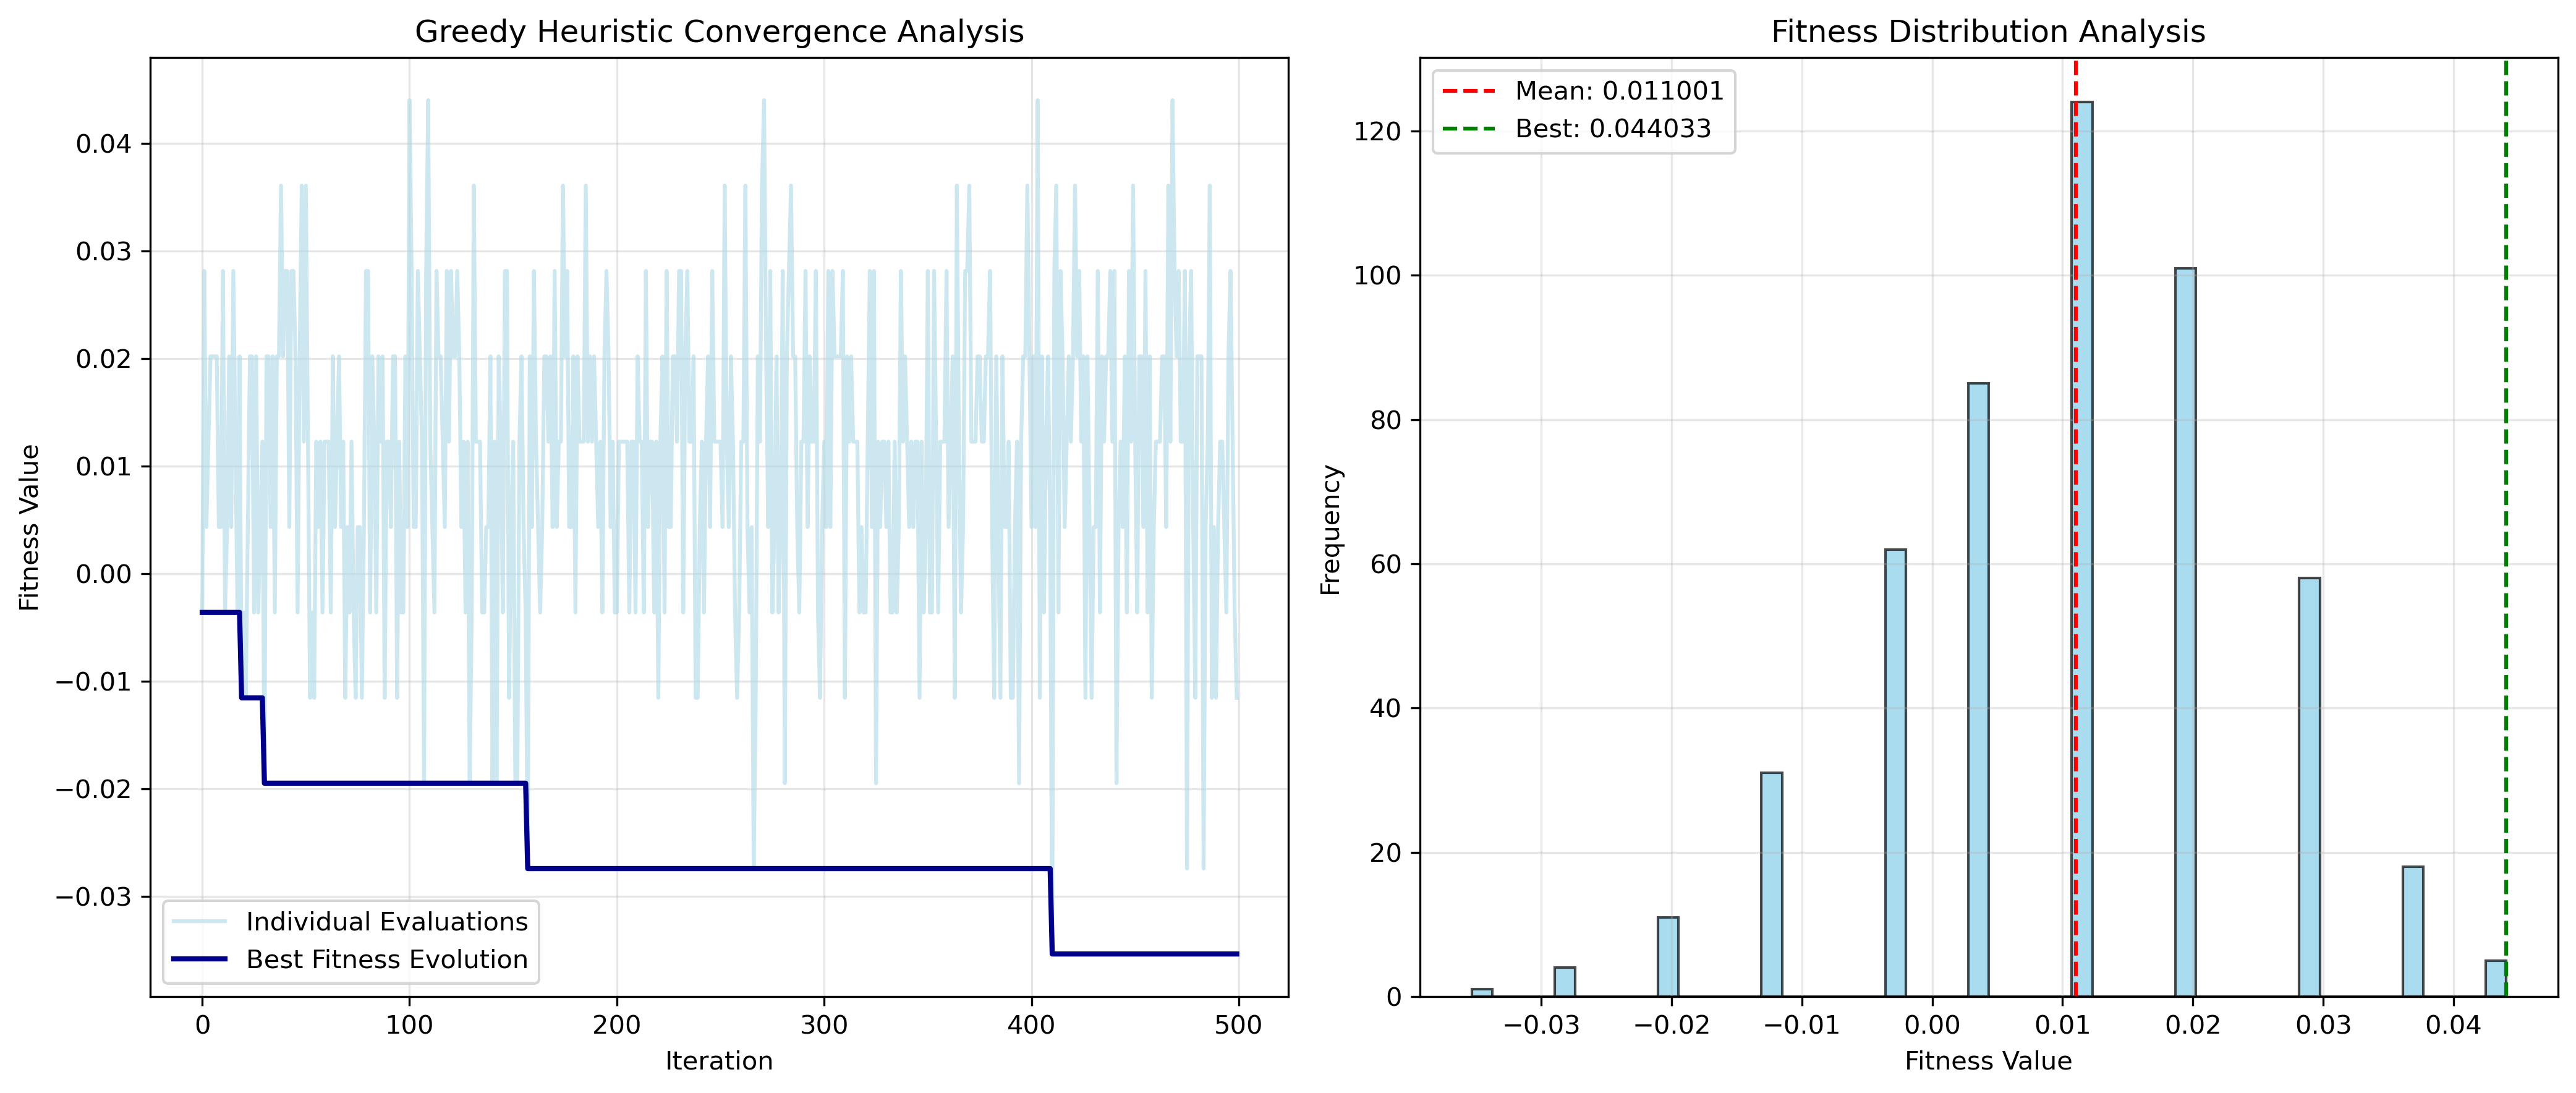 Greedy Heuristic Convergence Analysis
Fitness Value
0.04
0.03
0.02
0.01
0.00
−0.01
−0.02
−0.03
Individual Evaluations
Best Fitness Evolution
0 100 200 300 400 500
Iteration
Fitness Distribution Analysis
Mean: 0.011001
Best: 0.044033
Frequency
120
100
80
60
40
20
0
−0.03 −0.02 −0.01 0.00 0.01 0.02 0.03 0.04
Fitness Value